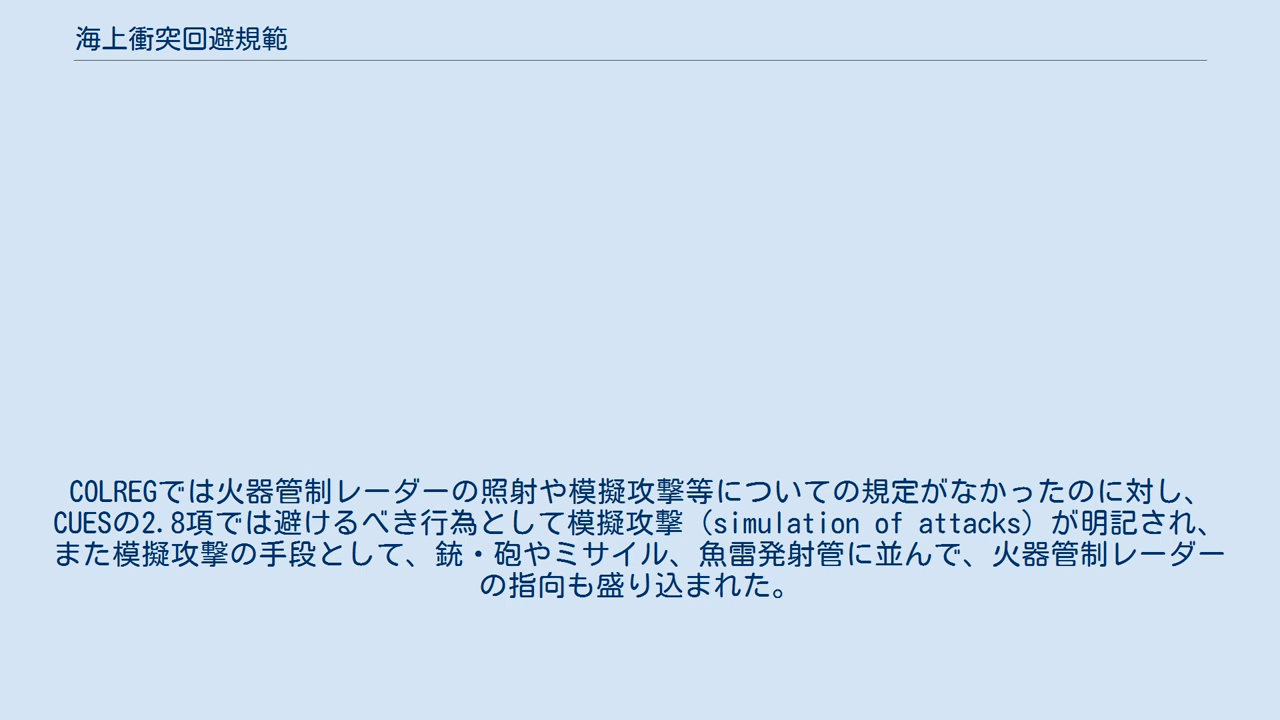 海上衝突回避規範
COLREGでは火器管制レーダーの照射や模擬攻撃等についての規定がなかったのに対し、
CUESの2.8項では避けるべき行為として模擬攻撃（simulation of attacks）が明記され、
また模擬攻撃の手段として、銃・砲やミサイル、魚雷発射管に並んで、火器管制レーダー
の指向も盛り込まれた。